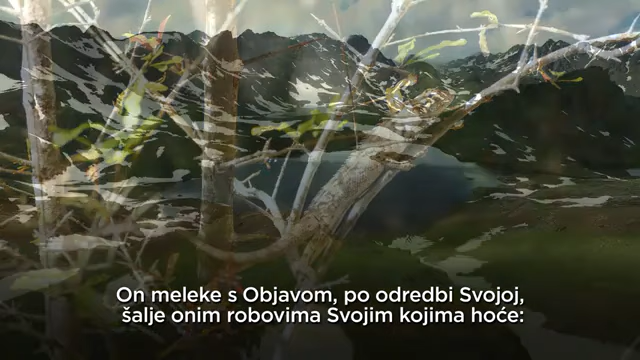 On meleke s Objavom, po odredbi Svojoj,
šalje onim robovima Svojim kojima hoće: